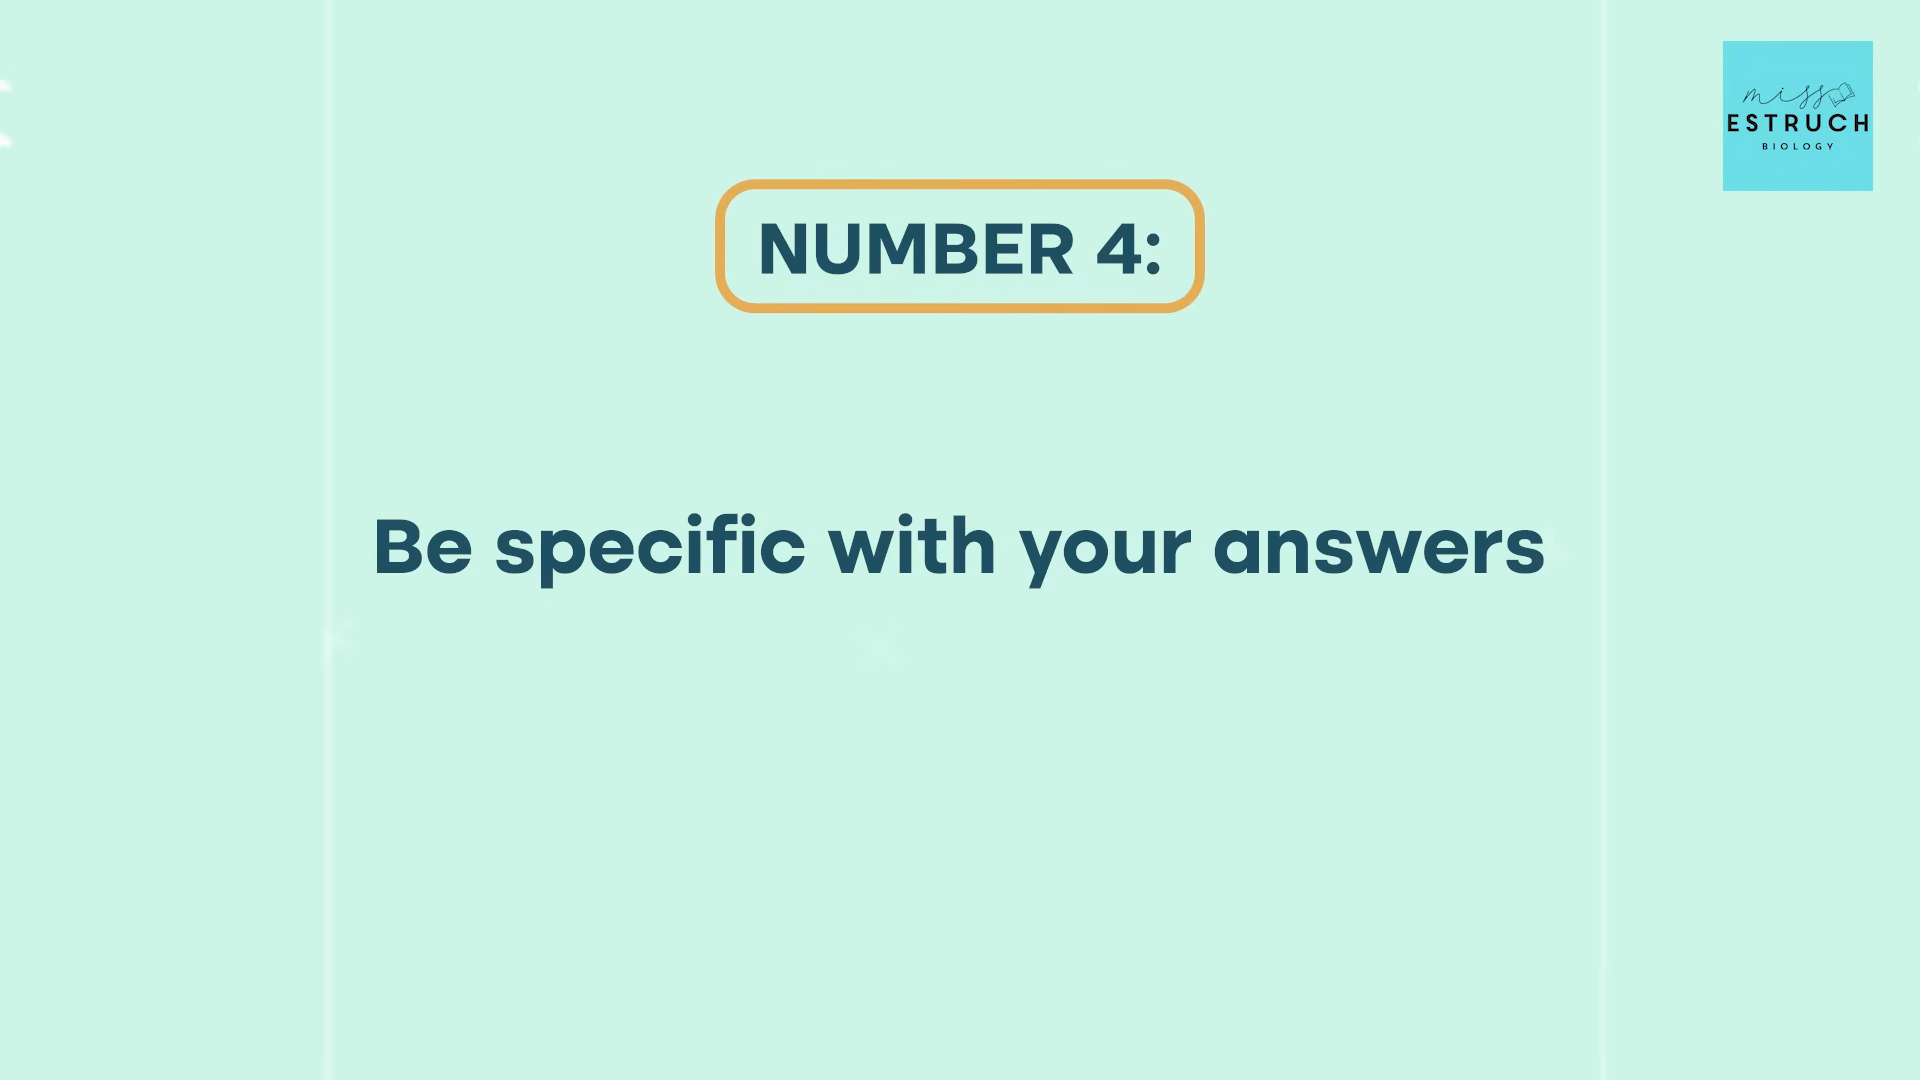 miss
ESTRUCH
BIOLOGY
NUMBER 4:
Be specific with your answers